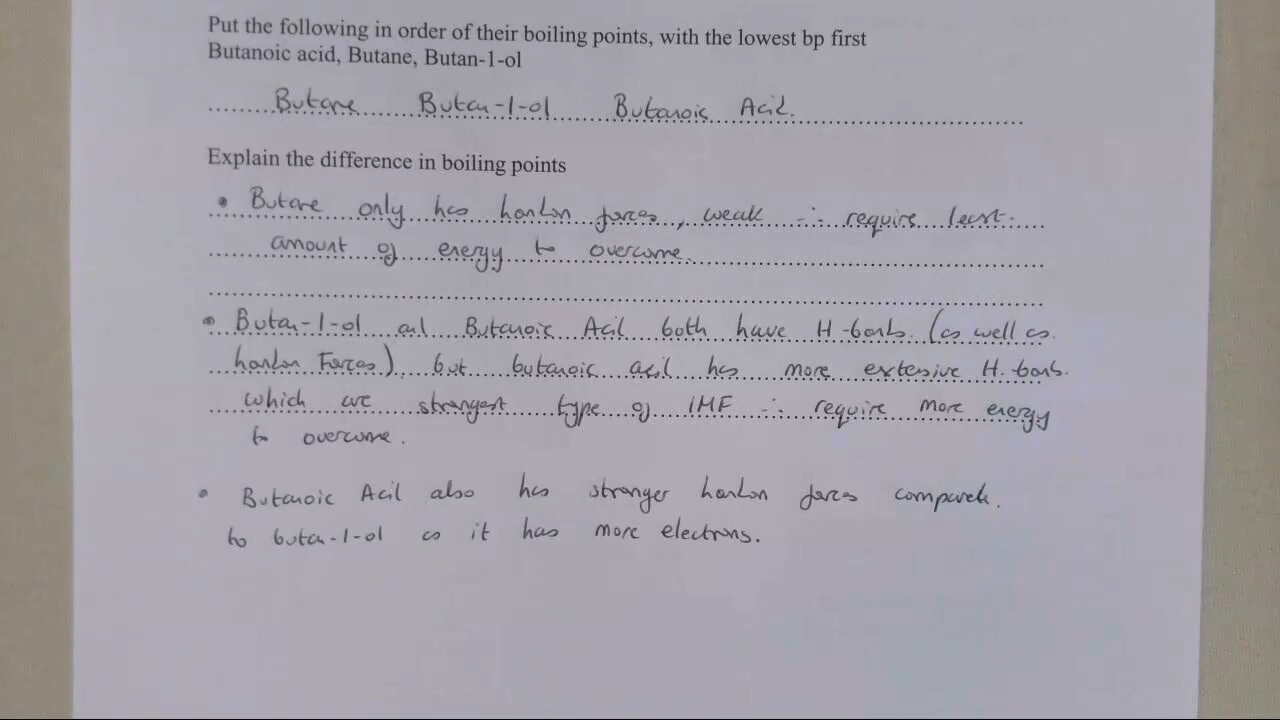 Put the following in order of their boiling points, with the lowest bp first
Butanoic acid, Butane, Butan-1-ol
Butane Butan-1-ol Butanoic Acid.
Explain the difference in boiling points
• Butane only has london forces, weak ∴ require least
amount of energy to overcome.
• Butan-1-ol and Butanoic Acid both have H-bonds (as well as
london Forces) but butanoic acid has more extensive H-bonds
which are strongest type of IMF ∴ require more energy
to overcome.
• Butanoic Acid also has stronger london forces compared
to butan-1-ol as it has more electrons.